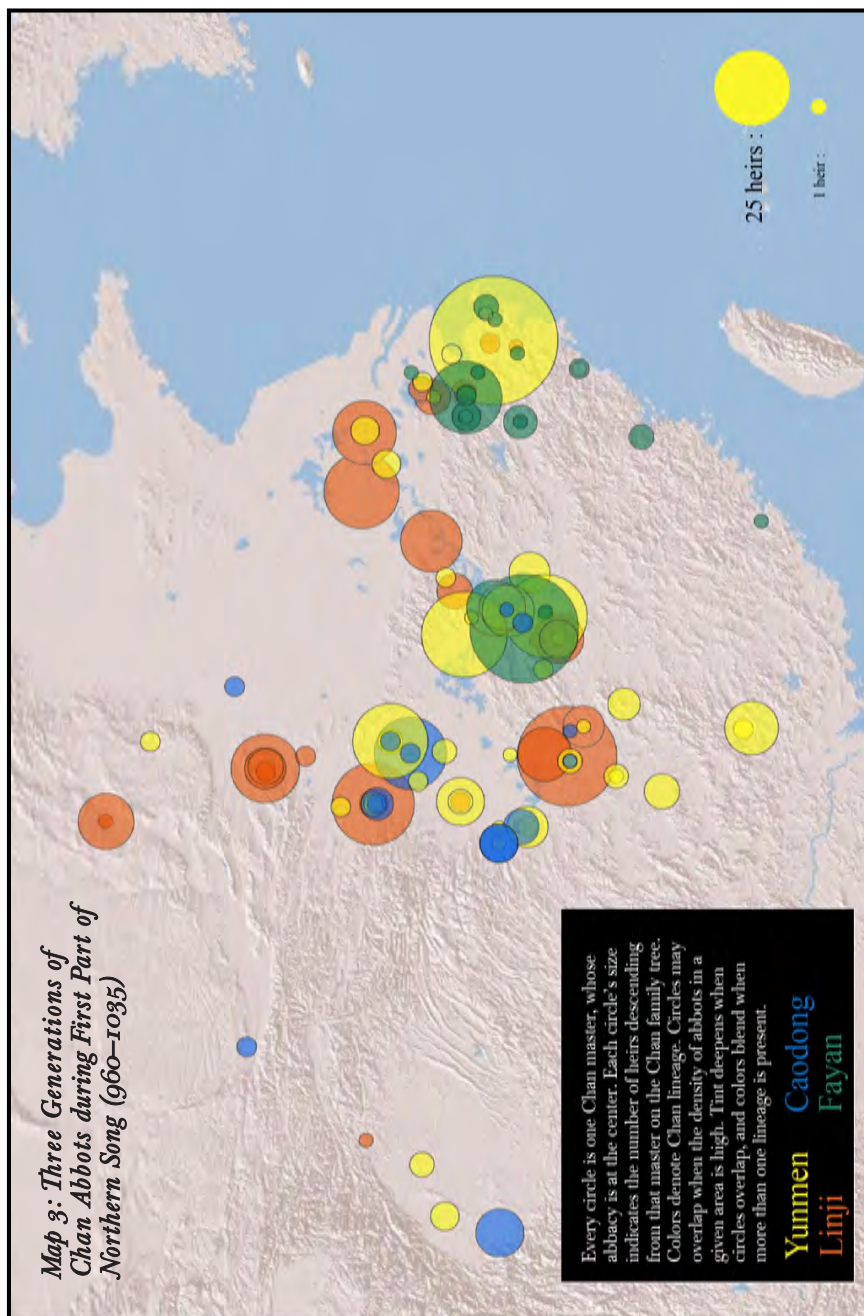 Map 3: Three Generations of
Chan Abbots during First Part of
Northern Song (960–1035)
Every circle is one Chan master, whose
abbacy is at the center. Each circle's size
indicates the number of heirs descending
from that master on the Chan family tree.
Colors denote Chan lineage. Circles may
overlap when the density of abbots in a
given area is high. Tint deepens when
circles overlap, and colors blend when
more than one lineage is present.
Yunmen Caodong
Linji Fayan
25 heirs :
1 heir :